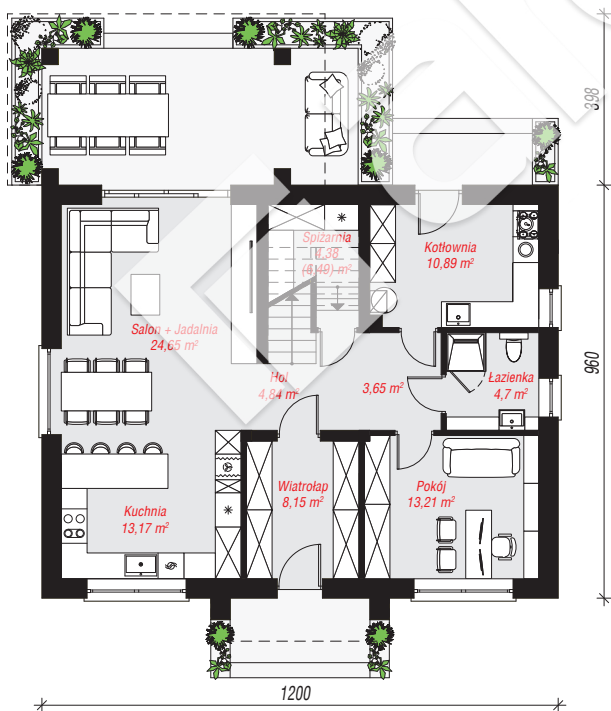 398
Spiżarnia
4,38
(6,49) m²
Kotłownia
10,89 m²
Salon + Jadalnia
24,65 m²
960
Hol
4,84 m²
3,65 m²
Łazienka
4,7 m²
Wiatrołap
8,15 m²
Pokój
13,21 m²
Kuchnia
13,17 m²
1200